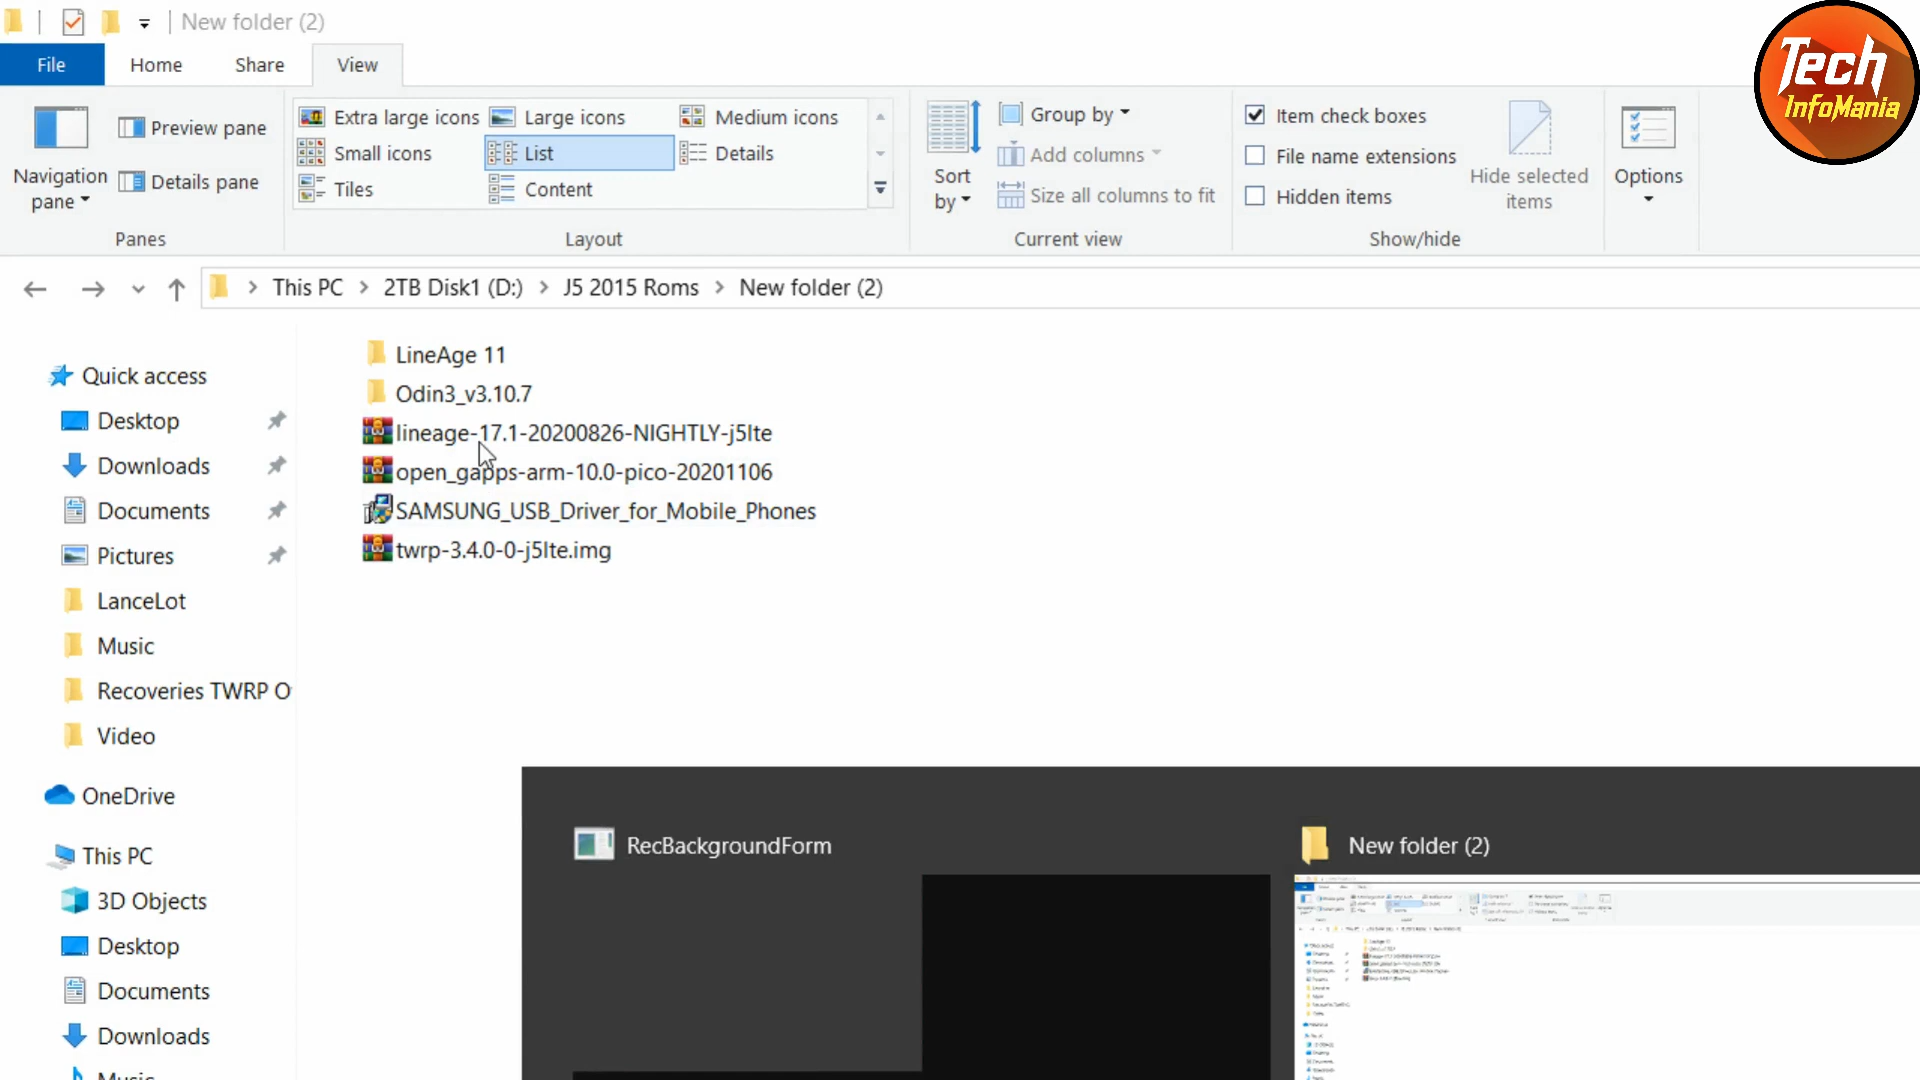 New folder (2)
File Home Share View
Navigation pane
Preview pane
Details pane
Panes
Extra large icons Large icons Medium icons
Small icons List Details
Tiles Content
Layout
Sort by
Group by
Add columns
Size all columns to fit
Current view
Item check boxes
File name extensions
Hidden items
Hide selected items
Show/hide
Options
Tech
InfoMania
This PC > 2TB Disk1 (D:) > J5 2015 Roms > New folder (2)
Quick access
Desktop
Downloads
Documents
Pictures
LanceLot
Music
Recoveries TWRP O
Video
OneDrive
This PC
3D Objects
Desktop
Documents
Downloads
Music
LineAge 11
Odin3_v3.10.7
lineage-17.1-20200826-NIGHTLY-j5lte
open_gapps-arm-10.0-pico-20201106
SAMSUNG_USB_Driver_for_Mobile_Phones
twrp-3.4.0-0-j5lte.img
RecBackgroundForm
New folder (2)